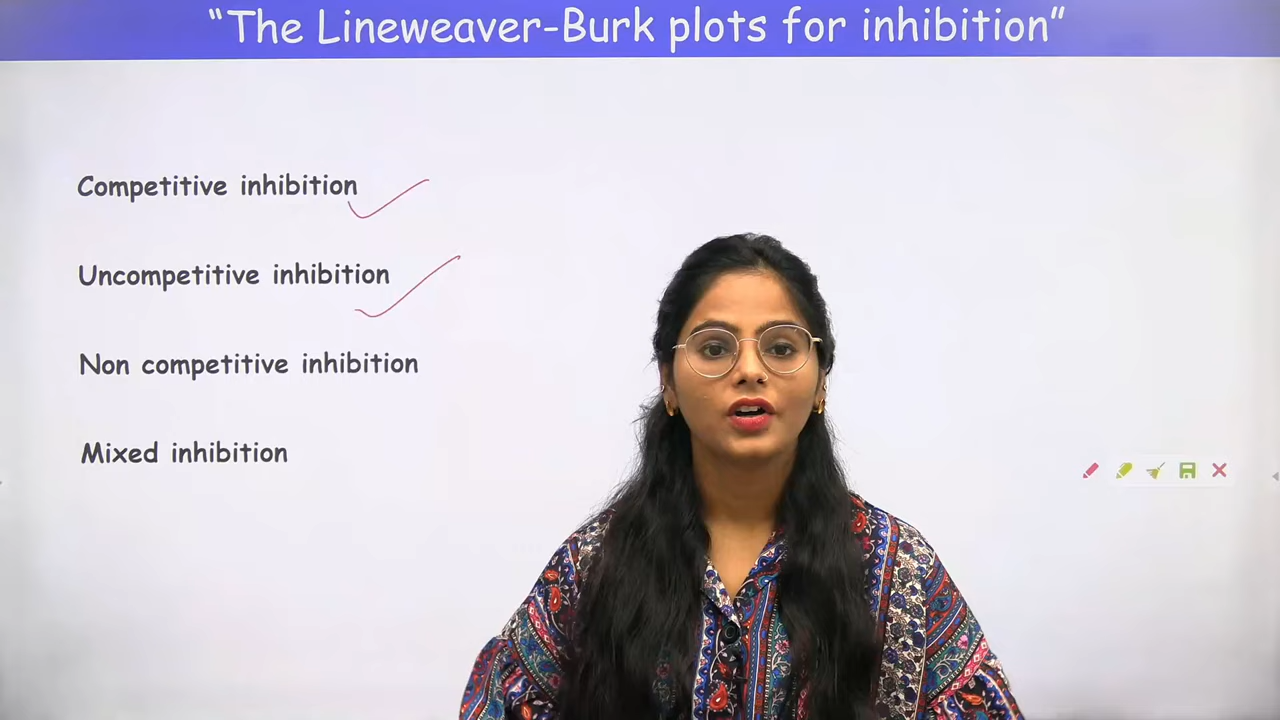 “The Lineweaver-Burk plots for inhibition”
Competitive inhibition
Uncompetitive inhibition
Non competitive inhibition
Mixed inhibition